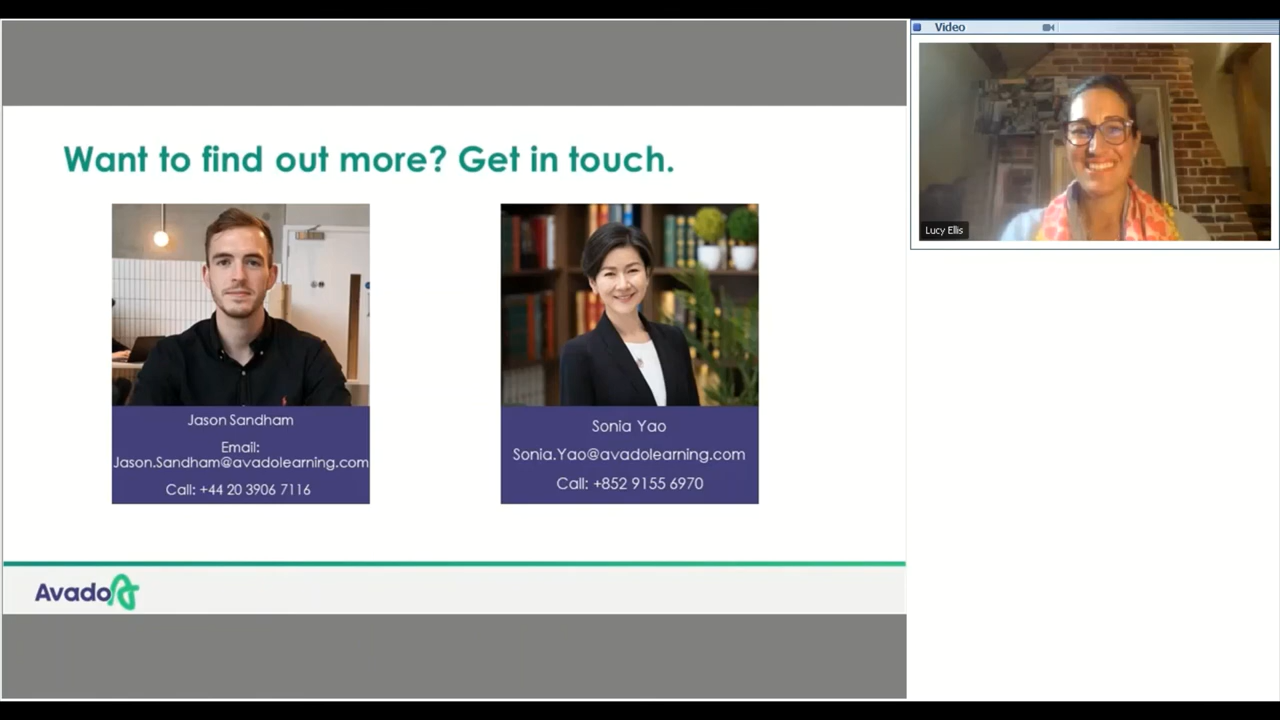 Video
Lucy Ellis
Want to find out more? Get in touch.
Jason Sandham
Email:
Jason.Sandham@avadolearning.com
Call: +44 20 3906 7116
Sonia Yao
Sonia.Yao@avadolearning.com
Call: +852 9155 6970
Avado